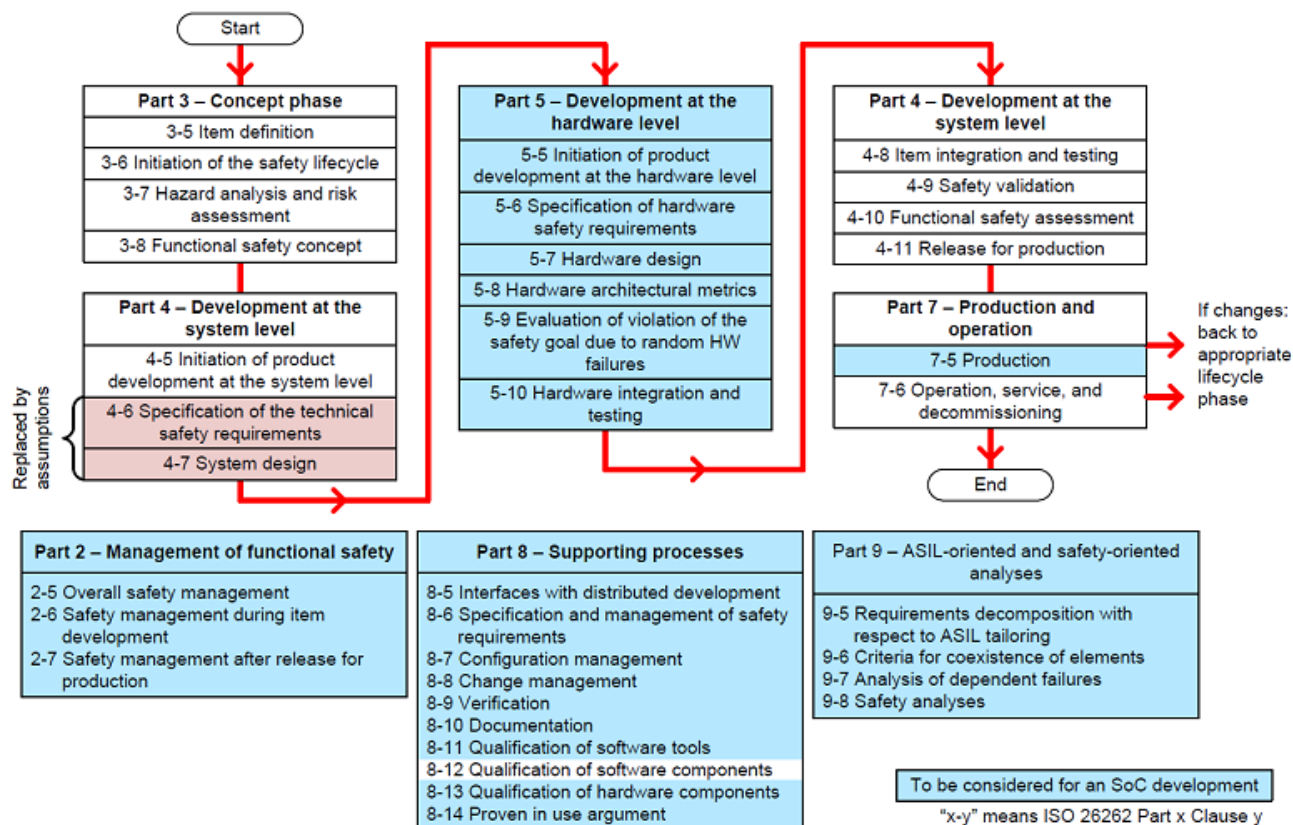 Start
Part 3 – Concept phase
3-5 Item definition
3-6 Initiation of the safety lifecycle
3-7 Hazard analysis and risk
assessment
3-8 Functional safety concept
Part 4 – Development at the
system level
4-5 Initiation of product
development at the system level
4-6 Specification of the technical
safety requirements
4-7 System design
Replaced by
assumptions
Part 5 – Development at the
hardware level
5-5 Initiation of product
development at the hardware level
5-6 Specification of hardware
safety requirements
5-7 Hardware design
5-8 Hardware architectural metrics
5-9 Evaluation of violation of the
safety goal due to random HW
failures
5-10 Hardware integration and
testing
Part 4 – Development at the
system level
4-8 Item integration and testing
4-9 Safety validation
4-10 Functional safety assessment
4-11 Release for production
Part 7 – Production and
operation
7-5 Production
7-6 Operation, service, and
decommissioning
If changes:
back to
appropriate
lifecycle
phase
End
Part 2 – Management of functional safety
2-5 Overall safety management
2-6 Safety management during item
development
2-7 Safety management after release for
production
Part 8 – Supporting processes
8-5 Interfaces with distributed development
8-6 Specification and management of safety
requirements
8-7 Configuration management
8-8 Change management
8-9 Verification
8-10 Documentation
8-11 Qualification of software tools
8-12 Qualification of software components
8-13 Qualification of hardware components
8-14 Proven in use argument
Part 9 – ASIL-oriented and safety-oriented
analyses
9-5 Requirements decomposition with
respect to ASIL tailoring
9-6 Criteria for coexistence of elements
9-7 Analysis of dependent failures
9-8 Safety analyses
To be considered for an SoC development
"x-y" means ISO 26262 Part x Clause y